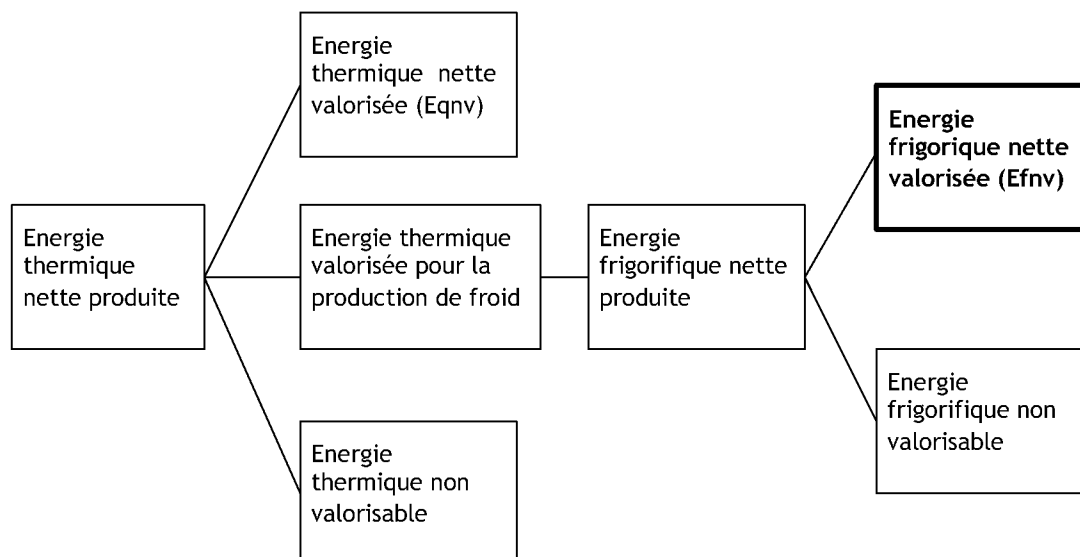 Energie
thermique nette
valorisée (Eqnv)
Energie
frigorique nette
valorisée (Efnv)
Energie
thermique
nette produite
Energie thermique
valorisée pour la
production de froid
Energie
frigorifique nette
produite
Energie
frigorifique non
valorisable
Energie
thermique non
valorisable